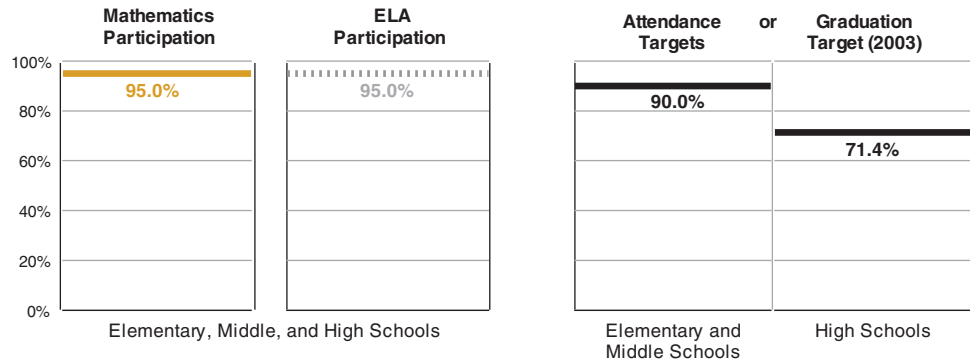 Mathematics
Participation
ELA
Participation
Attendance or Graduation
Targets Target (2003)
100%
95.0%
95.0%
90.0%
80%
71.4%
60%
40%
20%
0%
Elementary, Middle, and High Schools
Elementary and
Middle Schools
High Schools